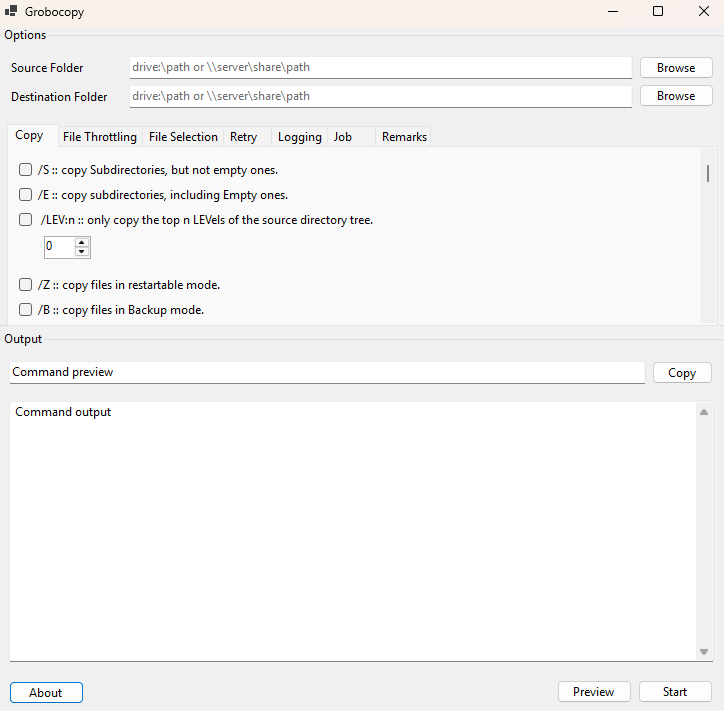 Grobocopy
Options
Source Folder drive:\path or \\server\share\path Browse
Destination Folder drive:\path or \\server\share\path Browse
Copy File Throttling File Selection Retry Logging Job Remarks
/S :: copy Subdirectories, but not empty ones.
/E :: copy subdirectories, including Empty ones.
/LEV:n :: only copy the top n LEVels of the source directory tree.
0
/Z :: copy files in restartable mode.
/B :: copy files in Backup mode.
Output
Command preview Copy
Command output
About Preview Start